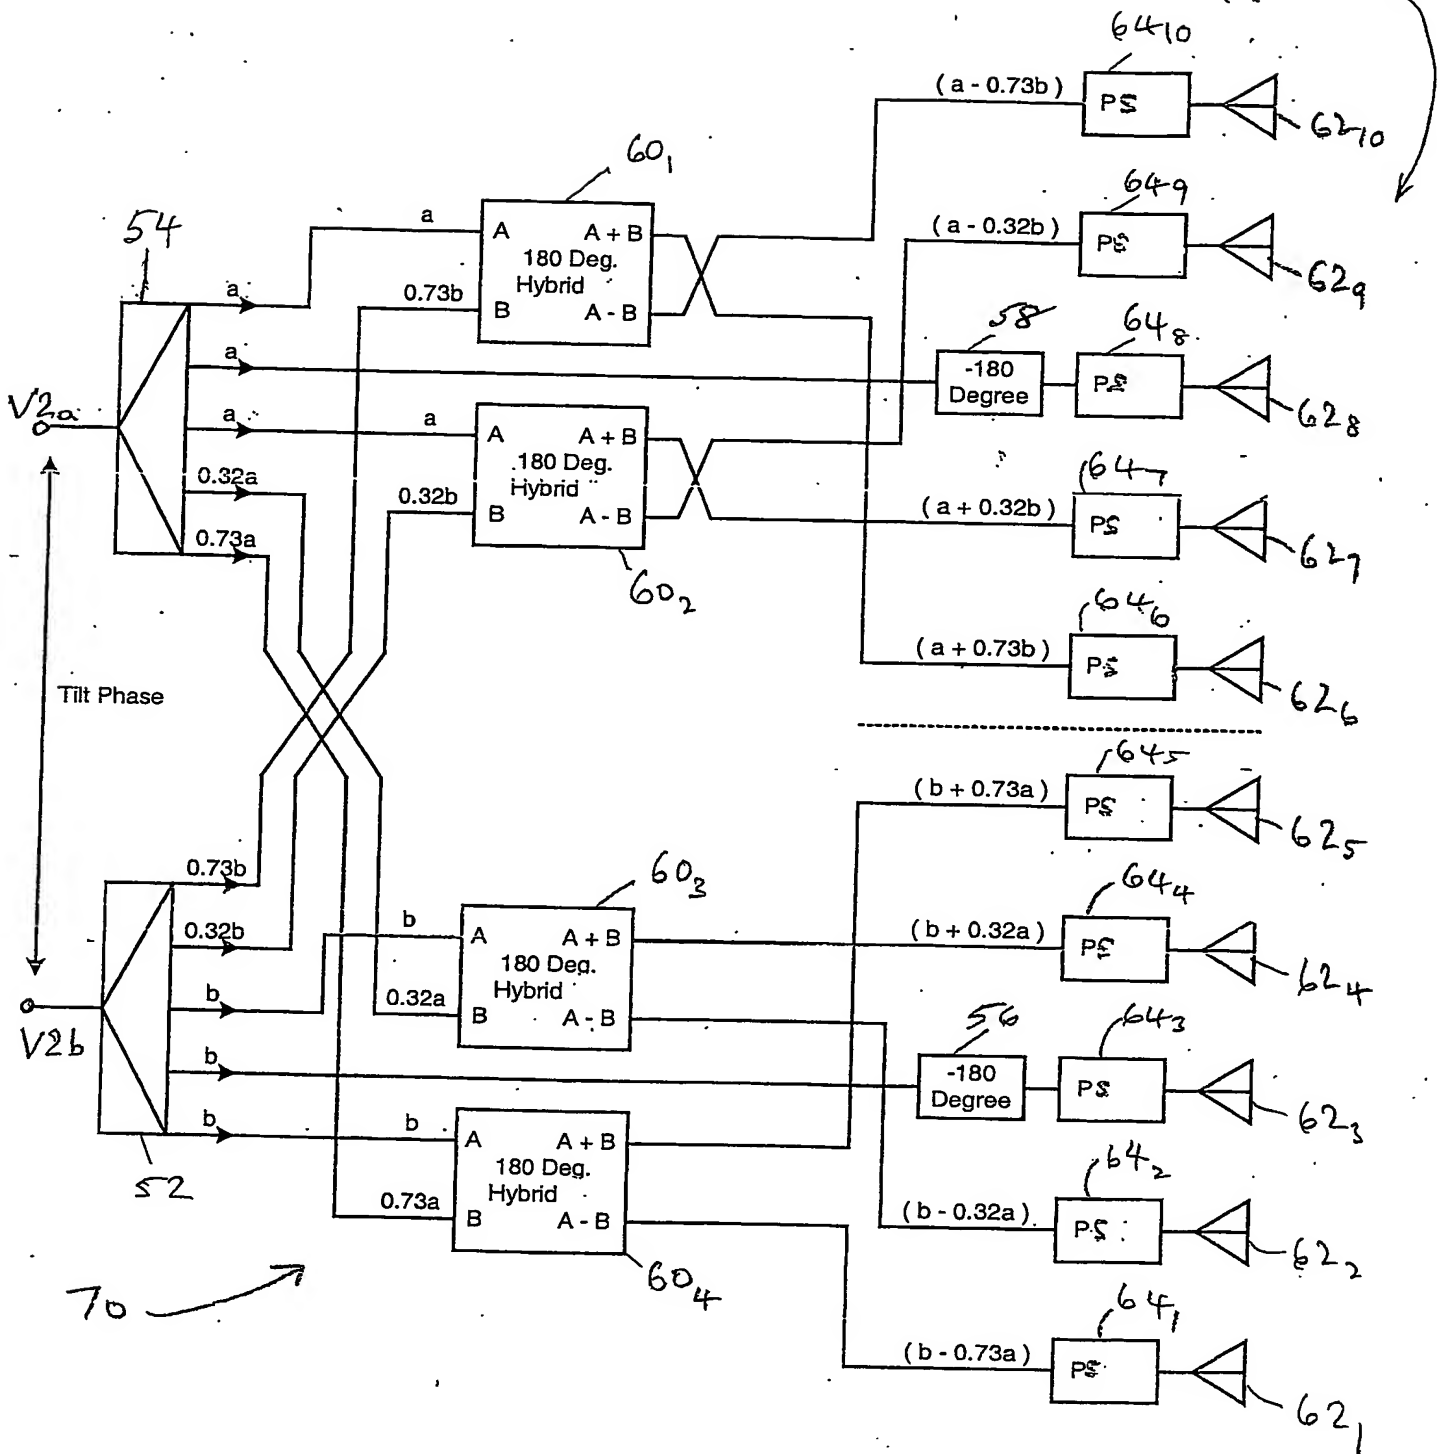 64₁₀
( a - 0.73b )
PS
62₁₀
60₁
64₉
( a - 0.32b )
PS
62₉
54
a
A
A + B
180 Deg.
Hybrid
0.73b
B
A - B
a
58
64₈
-180
Degree
PS
62₈
a
V2a
a
a
A
A + B
180 Deg.
Hybrid
0.32b
B
A - B
60₂
64₇
( a + 0.32b )
PS
62₇
0.32a
0.73a
64₆
( a + 0.73b )
PS
62₆
Tilt Phase
64₅
( b + 0.73a )
PS
62₅
0.73b
60₃
64₄
( b + 0.32a )
PS
62₄
0.32b
b
A
A + B
180 Deg.
Hybrid
0.32a
B
A - B
b
V2b
56
64₃
-180
Degree
PS
62₃
b
b
b
A
A + B
180 Deg.
Hybrid
0.73a
B
A - B
60₄
52
64₂
( b - 0.32a )
PS
62₂
70
64₁
( b - 0.73a )
PS
62₁